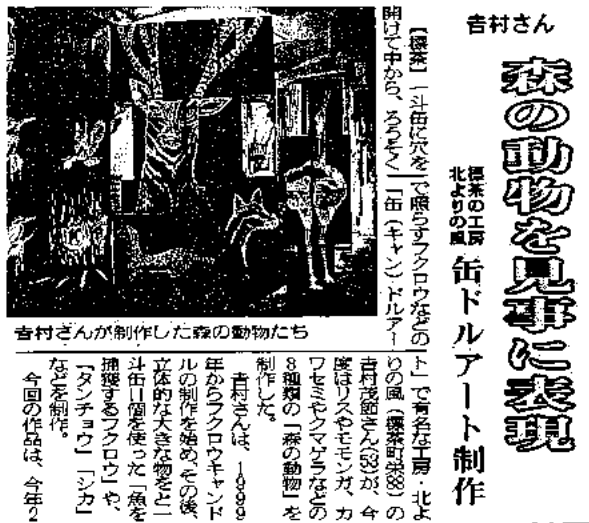 吉村さん
森の動物を見事に表現
標茶の工房
北よりの風
缶ドルアート制作
【標茶】一斗缶に穴を
開けて中から、ろうそく
で照らすフクロウなどの
「缶(キャン)ドルアー
ト」で有名な工房・北よ
りの風(標茶町栄88)の
吉村茂節さん(62)が、今
度はリスやモモンガ、カ
ワセミやクマゲラなどの
8種類の「森の動物」を
制作した。
吉村さんは、1999
年からフクロウキャンド
ルの制作を始め、その後、
立体的な大きな物をと一
斗缶11個を使った「魚を
捕獲するフクロウ」や、
「タンチョウ」「シカ」
などを制作。
今回の作品は、今年2
吉村さんが制作した森の動物たち